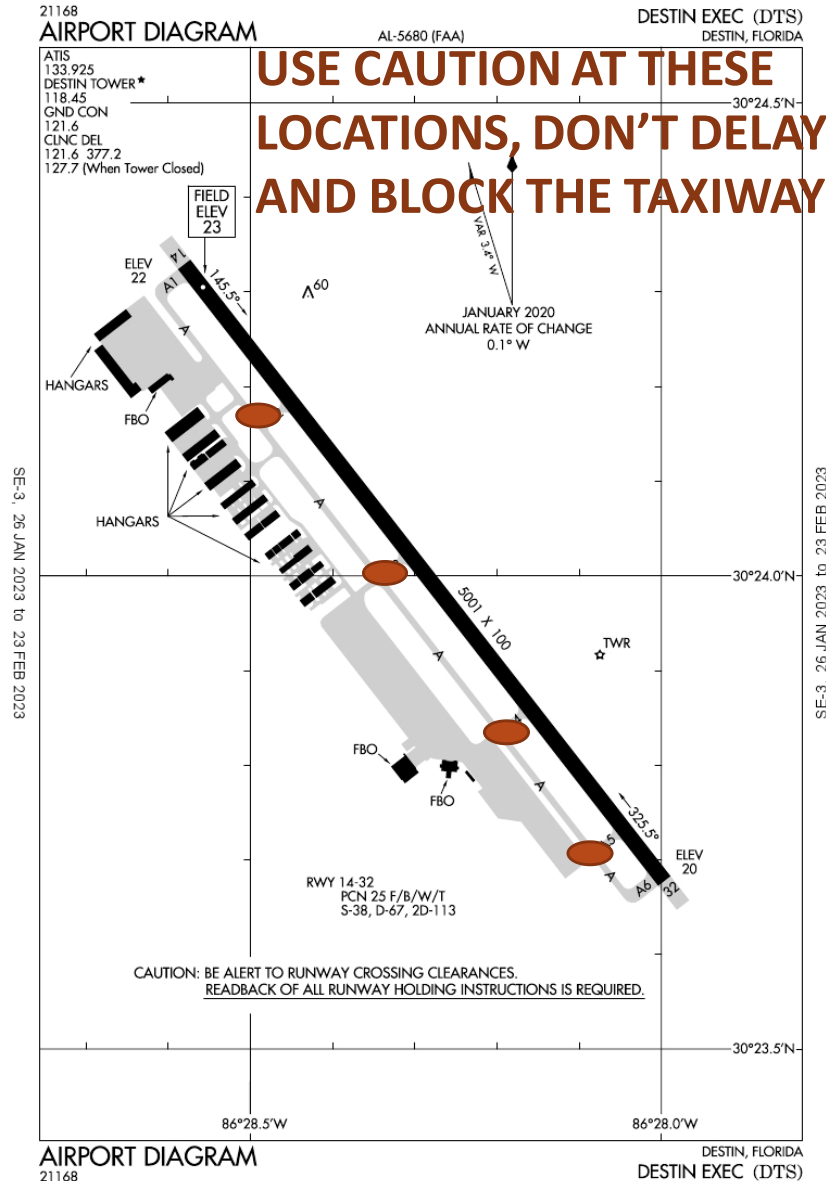 21168
AIRPORT DIAGRAM
AL-5680 (FAA)
DESTIN EXEC (DTS)
DESTIN, FLORIDA
ATIS
133.925
DESTIN TOWER*
118.45
GND CON
121.6
CLNC DEL
121.6 377.2
127.7 (When Tower Closed)
USE CAUTION AT THESE
LOCATIONS, DON'T DELAY
AND BLOCK THE TAXIWAY
30°24.5'N
VAR 3.4° W
JANUARY 2020
ANNUAL RATE OF CHANGE
0.1° W
FIELD
ELEV
23
ELEV
22
14
A1
145.5°
60
A
HANGARS
FBO
HANGARS
A
30°24.0'N
5001 X 100
TWR
A
FBO
FBO
A
325.5°
5
A
ELEV
20
A6
32
RWY 14-32
PCN 25 F/B/W/T
S-38, D-67, 2D-113
CAUTION: BE ALERT TO RUNWAY CROSSING CLEARANCES.
READBACK OF ALL RUNWAY HOLDING INSTRUCTIONS IS REQUIRED.
30°23.5'N
86°28.5'W
86°28.0'W
SE-3, 26 JAN 2023 to 23 FEB 2023
SE-3, 26 JAN 2023 to 23 FEB 2023
AIRPORT DIAGRAM
21168
DESTIN, FLORIDA
DESTIN EXEC (DTS)